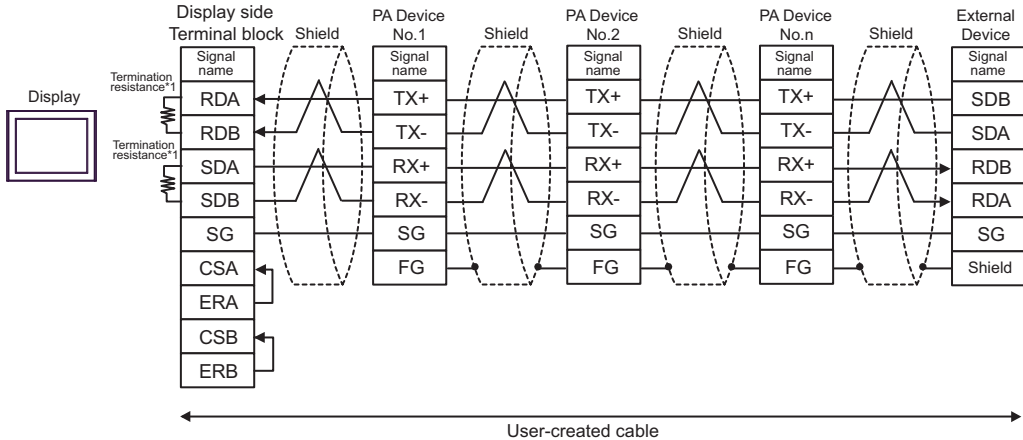 Display side
Terminal block
Shield
PA Device
No.1
Shield
PA Device
No.2
Shield
PA Device
No.n
Shield
External
Device
Signal
name
Signal
name
Signal
name
Signal
name
Signal
name
Termination
resistance*1
Display
RDA
TX+
TX+
TX+
SDB
RDB
TX-
TX-
TX-
SDA
Termination
resistance*1
SDA
RX+
RX+
RX+
RDB
SDB
RX-
RX-
RX-
RDA
SG
SG
SG
SG
SG
CSA
FG
FG
FG
Shield
ERA
CSB
ERB
User-created cable